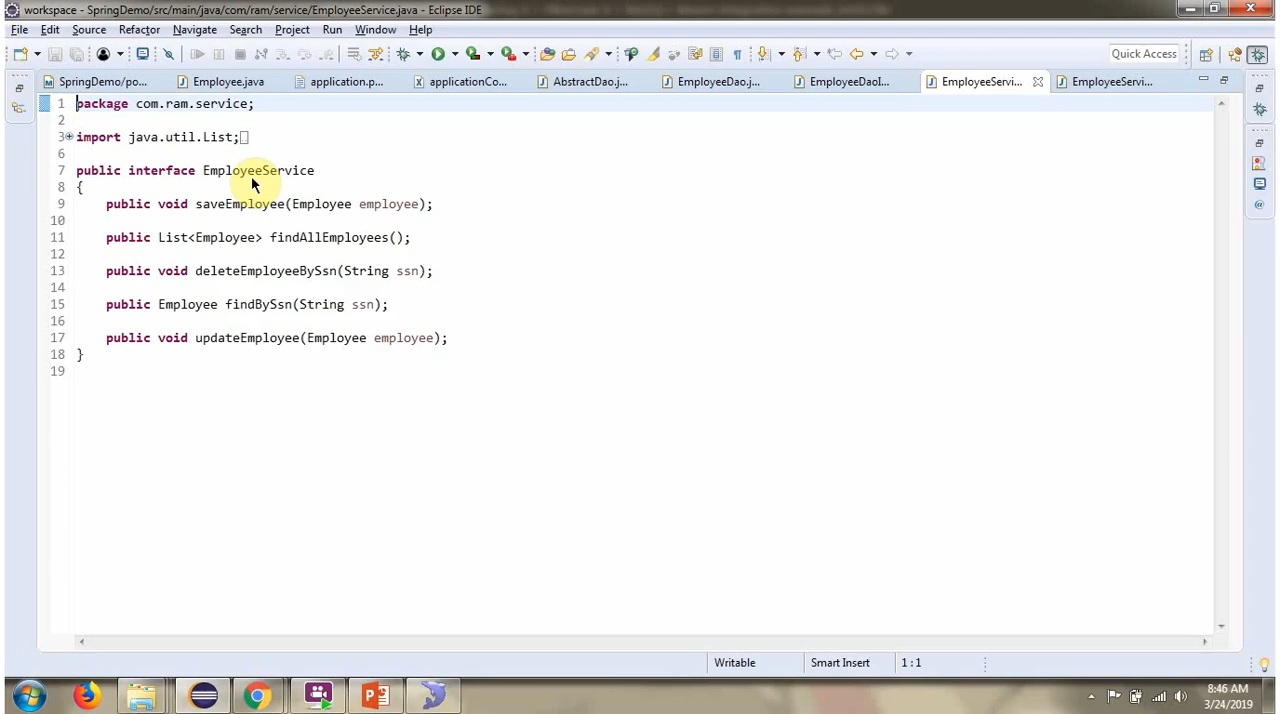 workspace - SpringDemo/src/main/java/com/ram/service/EmployeeService.java - Eclipse IDE
File Edit Source Refactor Navigate Search Project Run Window Help
Quick Access
SpringDemo/po... Employee.java application.p... applicationCo... AbstractDao.j... EmployeeDao.j... EmployeeDaoI... EmployeeServi... EmployeeServi...
1 package com.ram.service;
2
3 import java.util.List;
6
7 public interface EmployeeService
8 {
9 public void saveEmployee(Employee employee);
10
11 public List<Employee> findAllEmployees();
12
13 public void deleteEmployeeBySsn(String ssn);
14
15 public Employee findBySsn(String ssn);
16
17 public void updateEmployee(Employee employee);
18 }
19
Writable Smart Insert 1 : 1
8:46 AM
3/24/2019